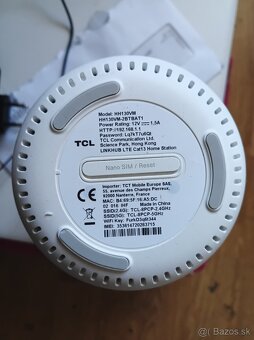 Model: HH130VM
HH130VM-2BTBAT1
Power Rating: 12V ⎓ 1.5A
HTTP://192.168.1.1
TCL Communication Ltd.
Science Park, Hong Kong
LINKHUB LTE Cat13 Home Station
TCL
Nano SIM / Reset
Importer: TCT Mobile Europe SAS,
55, avenue des Champs Pierreux,
92000 Nanterre, France
Made in China
bazar.sk